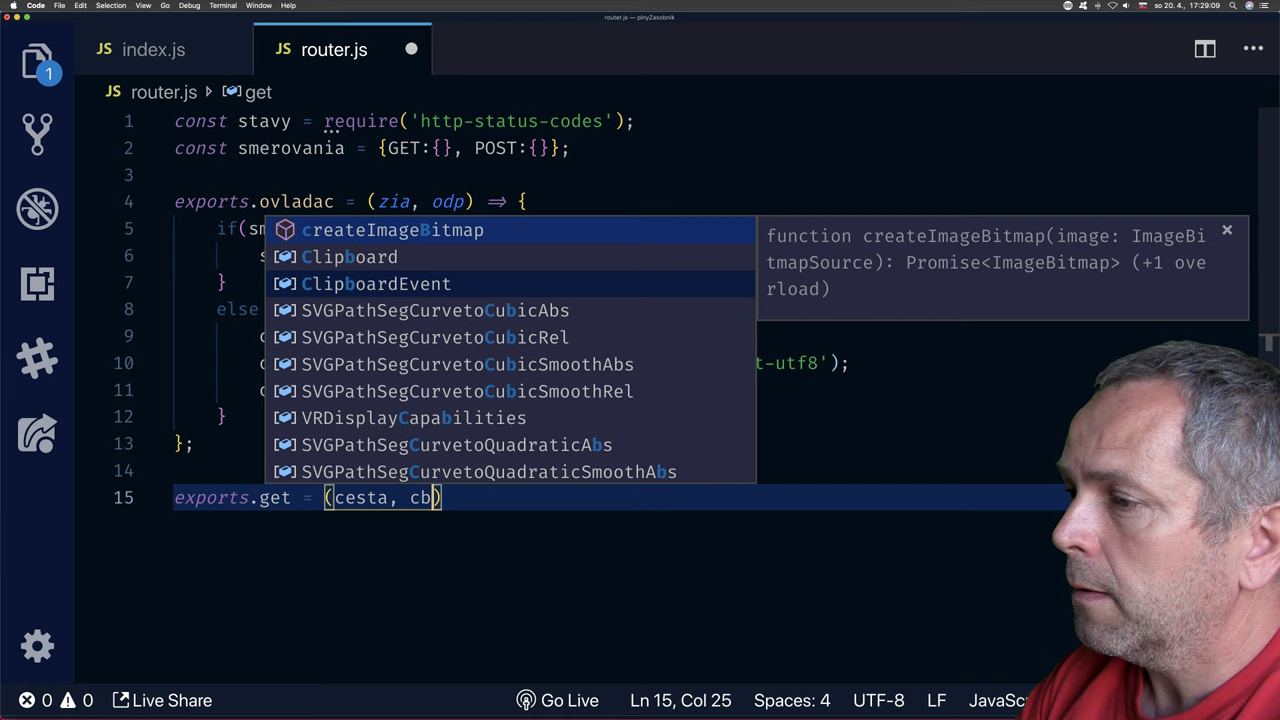 Code File Edit Selection View Go Debug Terminal Window Help so 20. 4., 17:29:09
router.js — plnyZasobnik
JS index.js JS router.js
1
JS router.js get
1 const stavy = require('http-status-codes');
2 const smerovania = {GET:{}, POST:{}};
3
4 exports.ovladac = (zia, odp) => {
5 if(sm
6 s
7 }
8 else
9 c
10 c t-utf8');
11 c
12 }
13 };
14
15 exports.get = (cesta, cb)
createImageBitmap
Clipboard
ClipboardEvent
SVGPathSegCurvetoCubicAbs
SVGPathSegCurvetoCubicRel
SVGPathSegCurvetoCubicSmoothAbs
SVGPathSegCurvetoCubicSmoothRel
VRDisplayCapabilities
SVGPathSegCurvetoQuadraticAbs
SVGPathSegCurvetoQuadraticSmoothAbs
function createImageBitmap(image: ImageBi
tmapSource): Promise<ImageBitmap> (+1 ove
rload)
0 0 Live Share Go Live Ln 15, Col 25 Spaces: 4 UTF-8 LF JavaScr